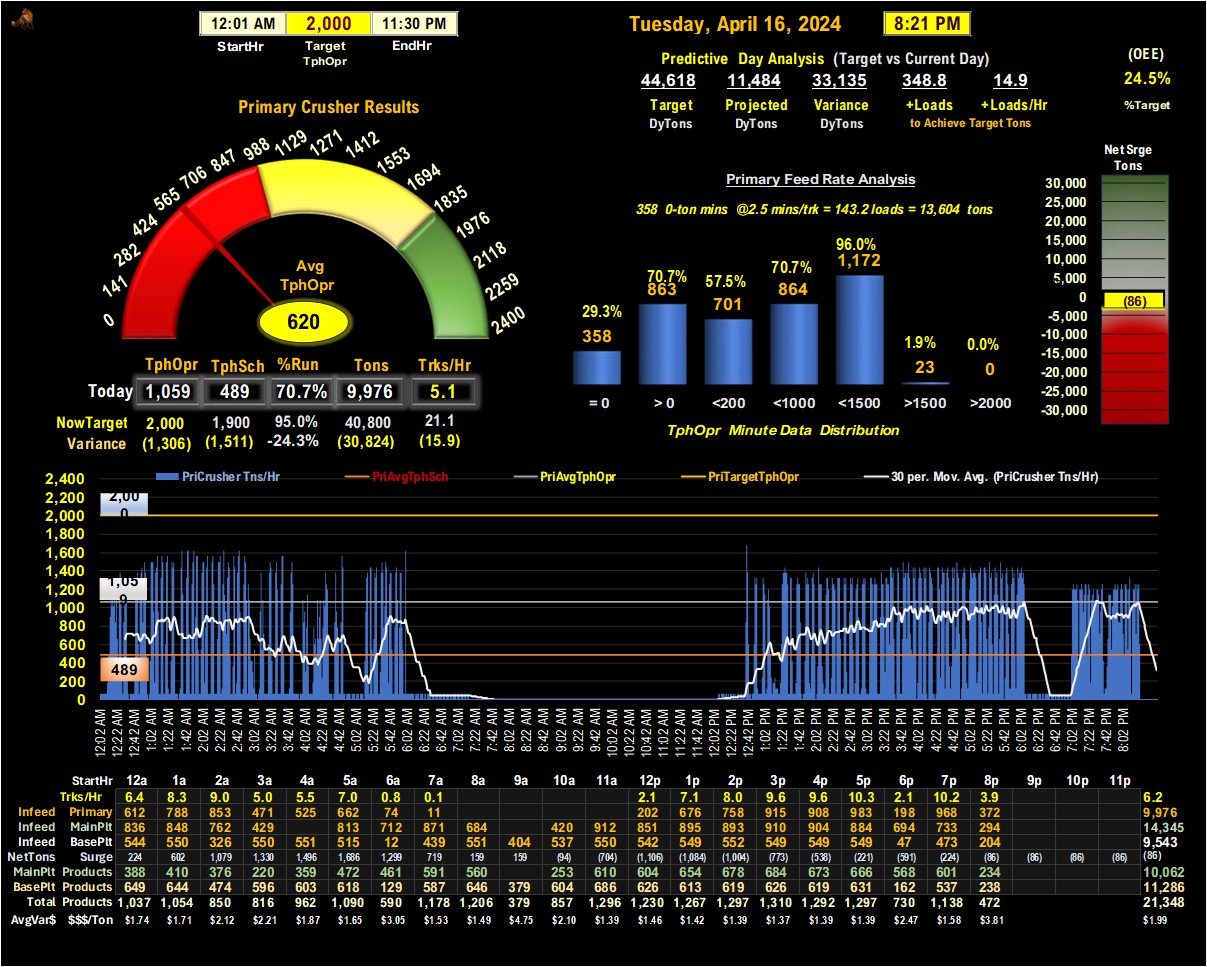 12:01 AM 2,000 11:30 PM
StartHr Target TphOpr EndHr
Tuesday, April 16, 2024 8:21 PM
Predictive Day Analysis (Target vs Current Day)
44,618 11,484 33,135 348.8 14.9
Target Projected Variance +Loads +Loads/Hr
DyTons DyTons DyTons to Achieve Target Tons
(OEE)
24.5%
%Target
Primary Crusher Results
0 141 282 424 565 706 847 988 1129 1271 1412 1553 1694 1835 1976 2118 2259 2400
Avg
TphOpr
620
TphOpr TphSch %Run Tons Trks/Hr
Today 1,059 489 70.7% 9,976 5.1
NowTarget 2,000 1,900 95.0% 40,800 21.1
Variance (1,306) (1,511) -24.3% (30,824) (15.9)
Primary Feed Rate Analysis
358 0-ton mins @2.5 mins/trk = 143.2 loads = 13,604 tons
29.3% 70.7% 57.5% 70.7% 96.0% 1.9% 0.0%
358 863 701 864 1,172 23 0
= 0 > 0 <200 <1000 <1500 >1500 >2000
TphOpr Minute Data Distribution
Net Srge
Tons
30,000
25,000
20,000
15,000
10,000
5,000
0
(86)
-5,000
-10,000
-15,000
-20,000
-25,000
-30,000
PriCrusher Tns/Hr PriAvgTphSch PriAvgTphOpr PriTargetTphOpr 30 per. Mov. Avg. (PriCrusher Tns/Hr)
2,400
2,200
2,000
1,800
1,600
1,400
1,200
1,000
800
600
400
200
0
2,000
1,059
489
12:02 AM 12:22 AM 12:42 AM 1:02 AM 1:22 AM 1:42 AM 2:02 AM 2:22 AM 2:42 AM 3:02 AM 3:22 AM 3:42 AM 4:02 AM 4:22 AM 4:42 AM 5:02 AM 5:22 AM 5:42 AM 6:02 AM 6:22 AM 6:42 AM 7:02 AM 7:22 AM 7:42 AM 8:02 AM 8:22 AM 8:42 AM 9:02 AM 9:22 AM 9:42 AM 10:02 AM 10:22 AM 10:42 AM 11:02 AM 11:22 AM 11:42 AM 12:02 PM 12:22 PM 12:42 PM 1:02 PM 1:22 PM 1:42 PM 2:02 PM 2:22 PM 2:42 PM 3:02 PM 3:22 PM 3:42 PM 4:02 PM 4:22 PM 4:42 PM 5:02 PM 5:22 PM 5:42 PM 6:02 PM 6:22 PM 6:42 PM 7:02 PM 7:22 PM 7:42 PM 8:02 PM
StartHr 12a 1a 2a 3a 4a 5a 6a 7a 8a 9a 10a 11a 12p 1p 2p 3p 4p 5p 6p 7p 8p 9p 10p 11p
Trks/Hr 6.4 8.3 9.0 5.0 5.5 7.0 0.8 0.1 2.1 7.1 8.0 9.6 9.6 10.3 2.1 10.2 3.9 6.2
Infeed Primary 612 788 853 471 525 662 74 11 202 676 758 915 908 983 198 968 372 9,976
Infeed MainPlt 836 848 762 429 813 712 871 684 420 912 851 895 893 910 904 884 694 733 294 14,345
Infeed BasePlt 544 550 326 550 551 515 12 439 551 404 537 550 542 549 549 550 549 549 47 473 204 9,543
NetTons Surge 224 602 1,079 1,330 1,496 1,686 1,299 719 159 159 (94) (704) (1,106) (1,084) (1,004) (773) (538) (221) (591) (224) (86) (86) (86) (86) (86)
MainPlt Products 388 410 376 220 359 472 461 591 560 253 610 604 654 678 684 673 666 568 601 234 10,062
BasePlt Products 649 644 474 596 603 618 129 587 646 379 604 686 626 613 619 626 619 631 162 537 238 11,286
Total Products 1,037 1,054 850 816 962 1,090 590 1,178 1,206 379 857 1,296 1,230 1,267 1,297 1,310 1,292 1,297 730 1,138 472 21,348
AvgVar$ $$$/Ton $1.74 $1.71 $2.12 $2.21 $1.87 $1.65 $3.05 $1.53 $1.49 $4.75 $2.10 $1.39 $1.46 $1.42 $1.39 $1.37 $1.39 $1.39 $2.47 $1.58 $3.81 $1.99